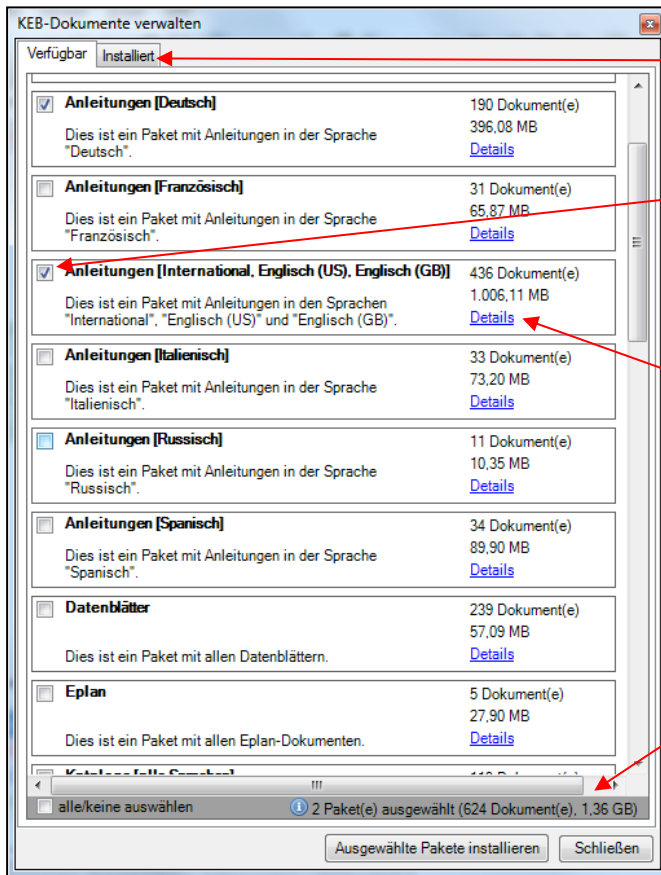 KEB-Dokumente verwalten
Verfügbar Installiert
Anleitungen [Deutsch] 190 Dokument(e)
396,08 MB
Dies ist ein Paket mit Anleitungen in der Sprache
"Deutsch". Details
Anleitungen [Französisch] 31 Dokument(e)
65,87 MB
Dies ist ein Paket mit Anleitungen in der Sprache
"Französisch". Details
Anleitungen [International, Englisch (US), Englisch (GB)] 436 Dokument(e)
1.006,11 MB
Dies ist ein Paket mit Anleitungen in den Sprachen
"International", "Englisch (US)" und "Englisch (GB)". Details
Anleitungen [Italienisch] 33 Dokument(e)
73,20 MB
Dies ist ein Paket mit Anleitungen in der Sprache
"Italienisch". Details
Anleitungen [Russisch] 11 Dokument(e)
10,35 MB
Dies ist ein Paket mit Anleitungen in der Sprache
"Russisch". Details
Anleitungen [Spanisch] 34 Dokument(e)
89,90 MB
Dies ist ein Paket mit Anleitungen in der Sprache
"Spanisch". Details
Datenblätter 239 Dokument(e)
57,09 MB
Dies ist ein Paket mit allen Datenblättern. Details
Eplan 5 Dokument(e)
27,90 MB
Dies ist ein Paket mit allen Eplan-Dokumenten. Details
Kataloge [alle Sprachen]
alle/keine auswählen 2 Paket(e) ausgewählt (624 Dokument(e), 1,36 GB)
Ausgewählte Pakete installieren Schließen